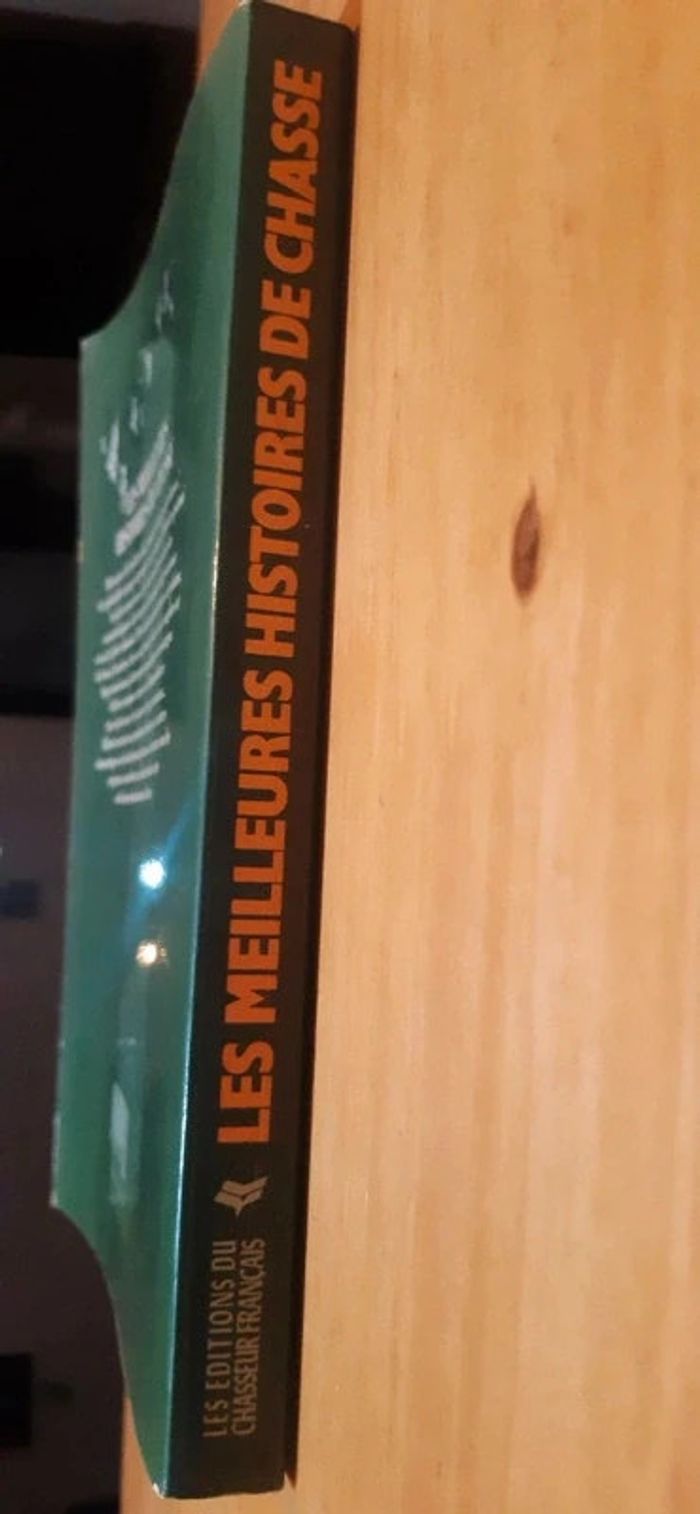 LES EDITIONS DU
CHASSEUR FRANÇAIS
LES MEILLEURES HISTOIRES DE CHASSE